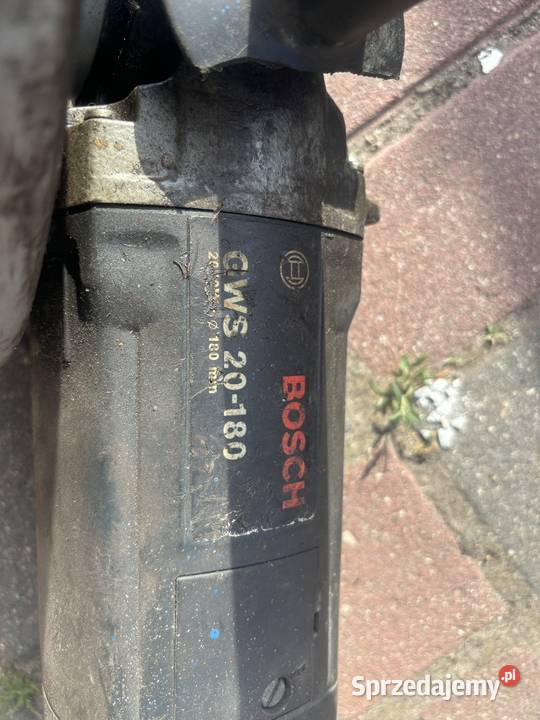 BOSCH
GWS 20-180
ø 180 mm
Sprzedajemy.pl